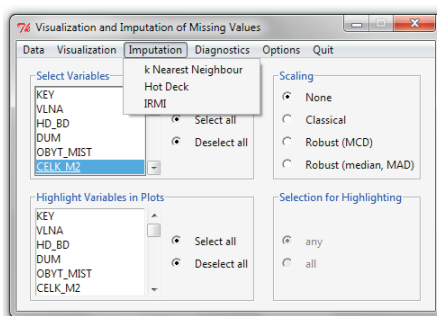 Visualization and Imputation of Missing Values
Data Visualization Imputation Diagnostics Options Quit
k Nearest Neighbour
Hot Deck
IRMI
Select Variables
KEY
VLNA
HD_BD
DUM
OBYT_MIST
CELK_M2
Select all
Deselect all
Scaling
None
Classical
Robust (MCD)
Robust (median, MAD)
Highlight Variables in Plots
KEY
VLNA
HD_BD
DUM
OBYT_MIST
CELK_M2
Select all
Deselect all
Selection for Highlighting
any
all